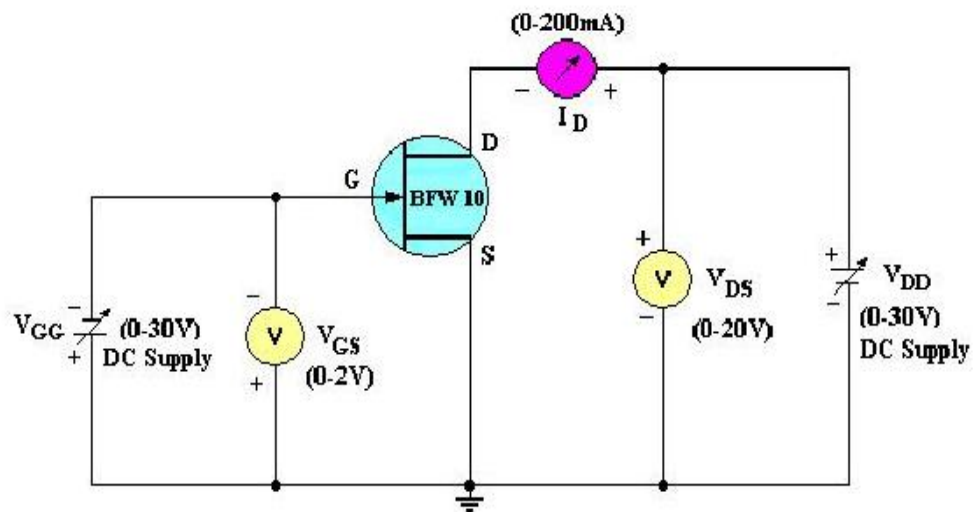 (0-200mA)
− +
I D
D
G
BFW 10
S
−
V GG
+
(0-30V)
DC Supply
−
V
V GS
(0-2V)
+
+
V
−
V DS
(0-20V)
+
−
V DD
(0-30V)
DC Supply